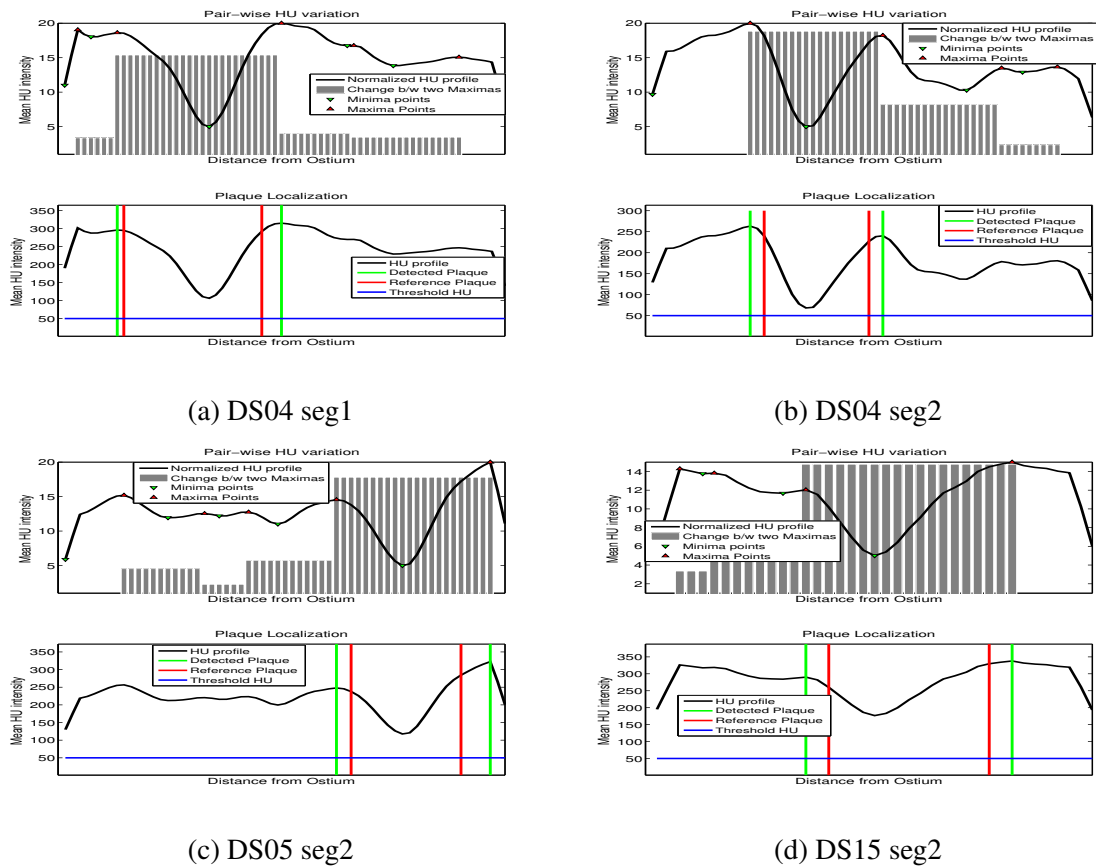 Pair-wise HU variation
Mean HU intensity
20
15
10
5
Normalized HU profile
Change b/w two Maximas
Minima points
Maxima Points
Distance from Ostium
Plaque Localization
Mean HU intensity
350
300
250
200
150
100
50
HU profile
Detected Plaque
Reference Plaque
Threshold HU
Distance from Ostium
(a) DS04 seg1
Pair-wise HU variation
Mean HU intensity
20
15
10
5
Normalized HU profile
Change b/w two Maximas
Minima points
Maxima Points
Distance from Ostium
Plaque Localization
Mean HU intensity
300
250
200
150
100
50
HU profile
Detected Plaque
Reference Plaque
Threshold HU
Distance from Ostium
(b) DS04 seg2
Pair-wise HU variation
Mean HU intensity
20
15
10
5
Normalized HU profile
Change b/w two Maximas
Minima points
Maxima Points
Distance from Ostium
Plaque Localization
Mean HU intensity
350
300
250
200
150
100
50
HU profile
Detected Plaque
Reference Plaque
Threshold HU
Distance from Ostium
(c) DS05 seg2
Pair-wise HU variation
Mean HU intensity
14
12
10
8
6
4
2
Normalized HU profile
Change b/w two Maximas
Minima points
Maxima Points
Distance from Ostium
Plaque Localization
Mean HU intensity
350
300
250
200
150
100
50
HU profile
Detected Plaque
Reference Plaque
Threshold HU
Distance from Ostium
(d) DS15 seg2